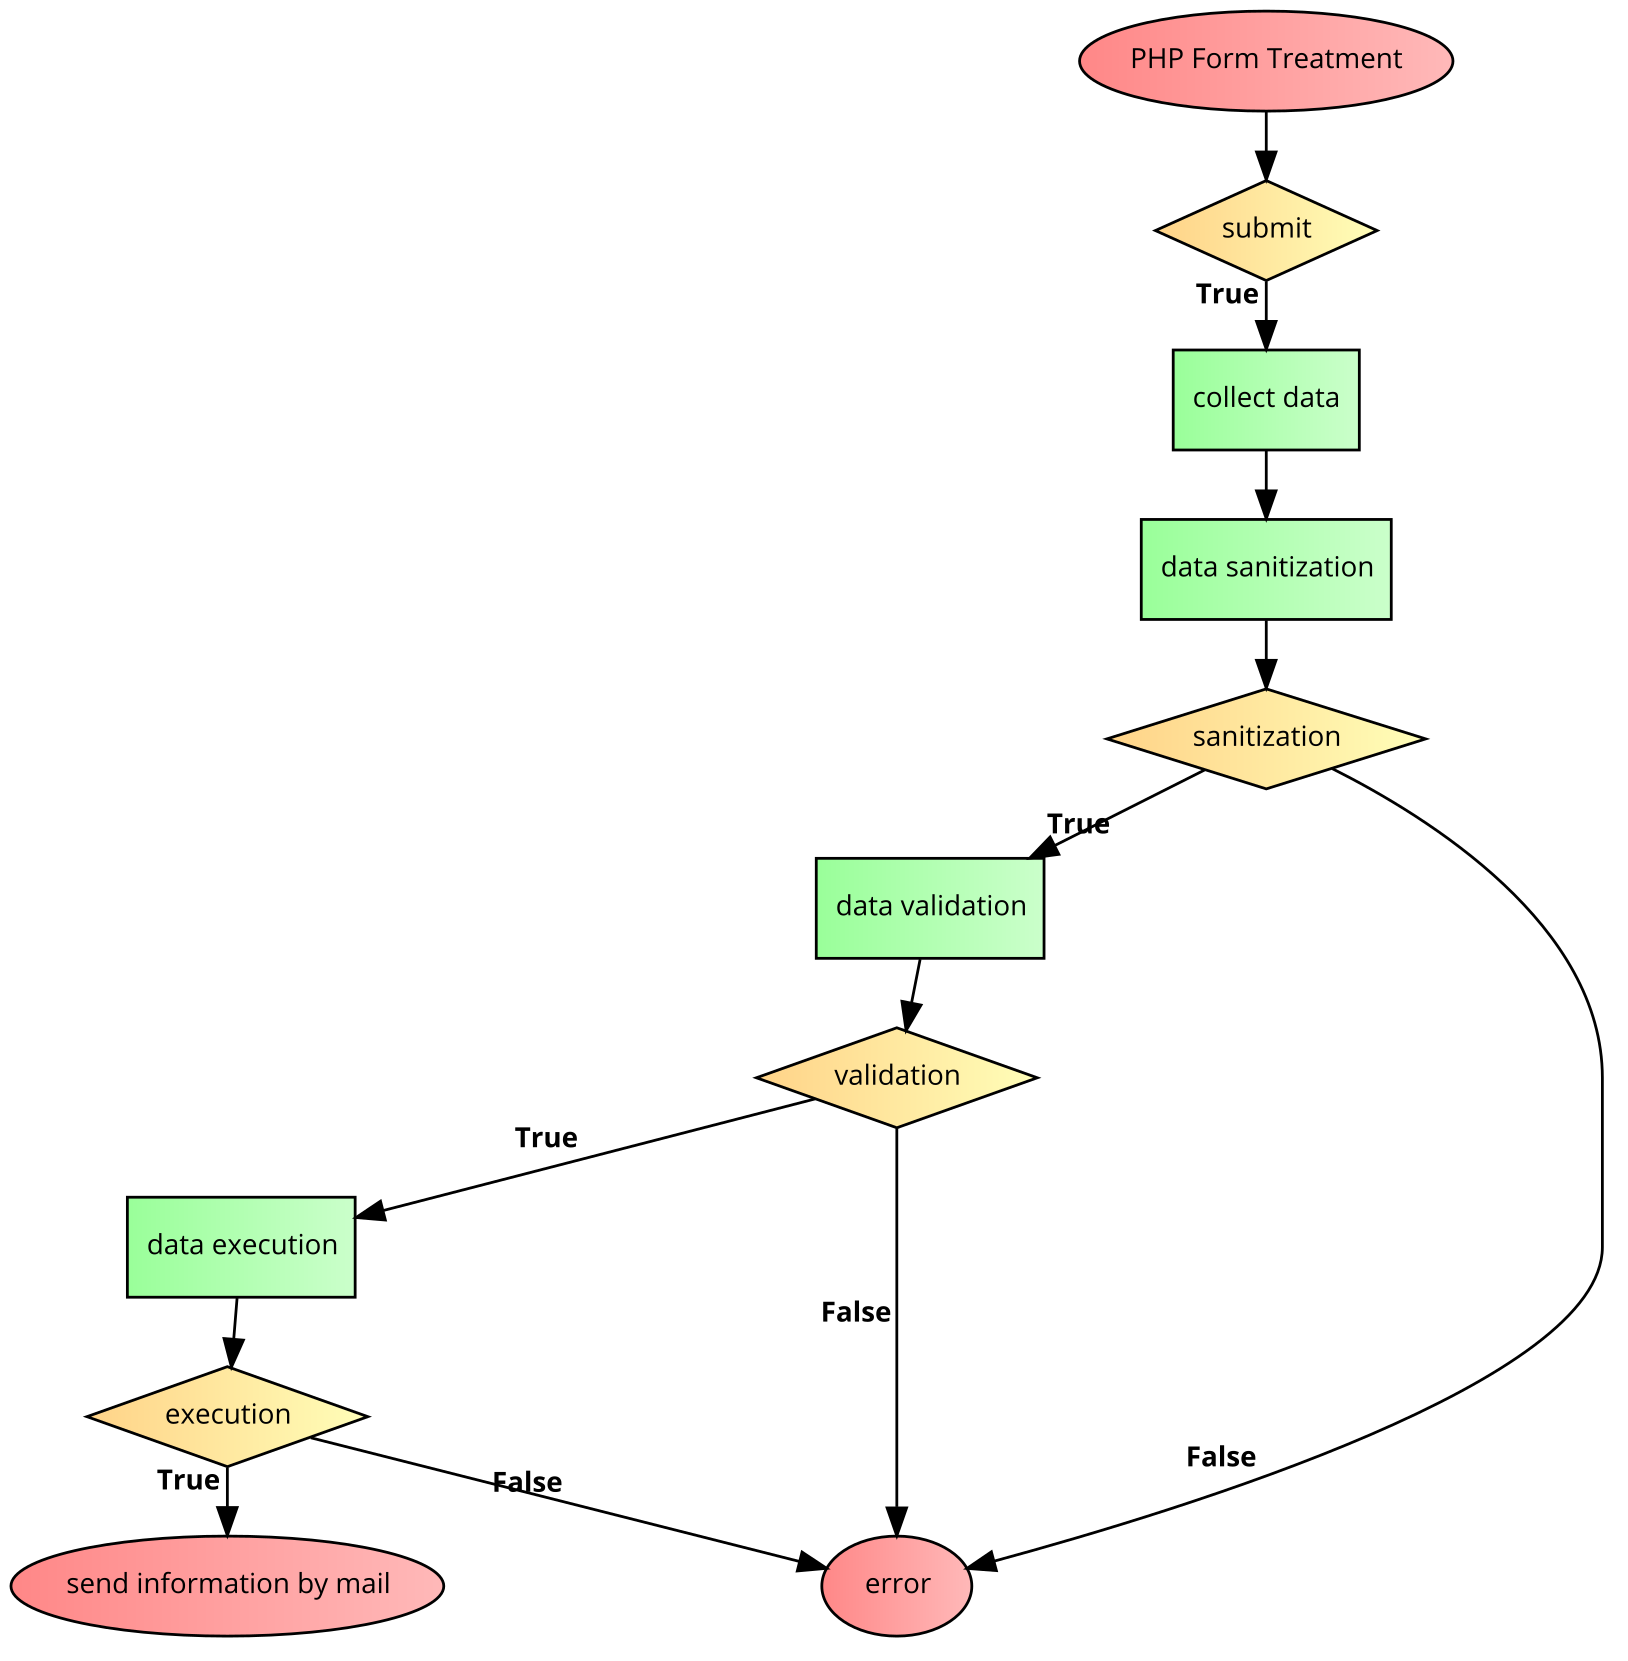 PHP Form Treatment
submit
True
collect data
data sanitization
sanitization
True
data validation
validation
True
data execution
False
execution
False
True
False
send information by mail
error